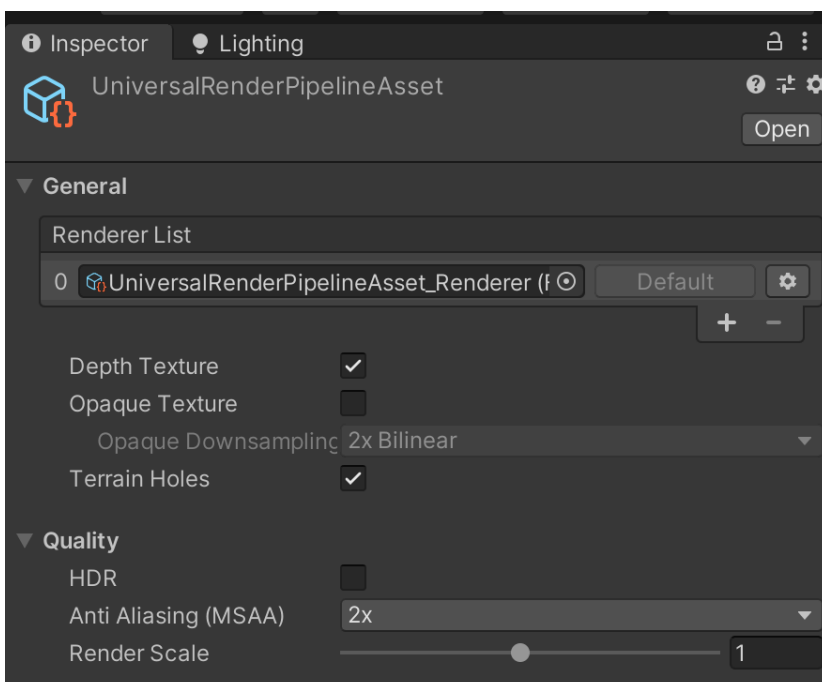 Inspector Lighting
UniversalRenderPipelineAsset
Open
General
Renderer List
0 UniversalRenderPipelineAsset_Renderer (F Default
Depth Texture
Opaque Texture
Opaque Downsampling 2x Bilinear
Terrain Holes
Quality
HDR
Anti Aliasing (MSAA) 2x
Render Scale 1